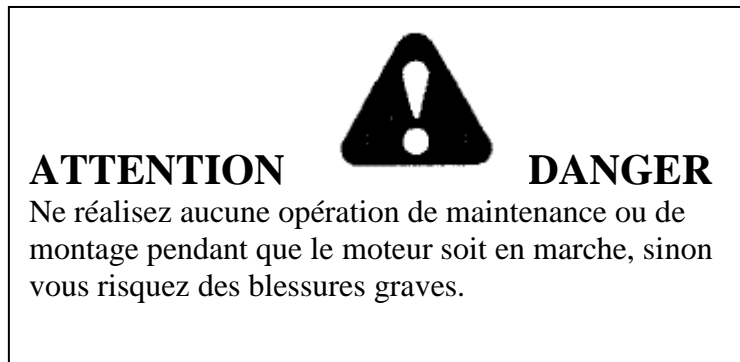 ATTENTION DANGER
Ne réalisez aucune opération de maintenance ou de
montage pendant que le moteur soit en marche, sinon
vous risquez des blessures graves.